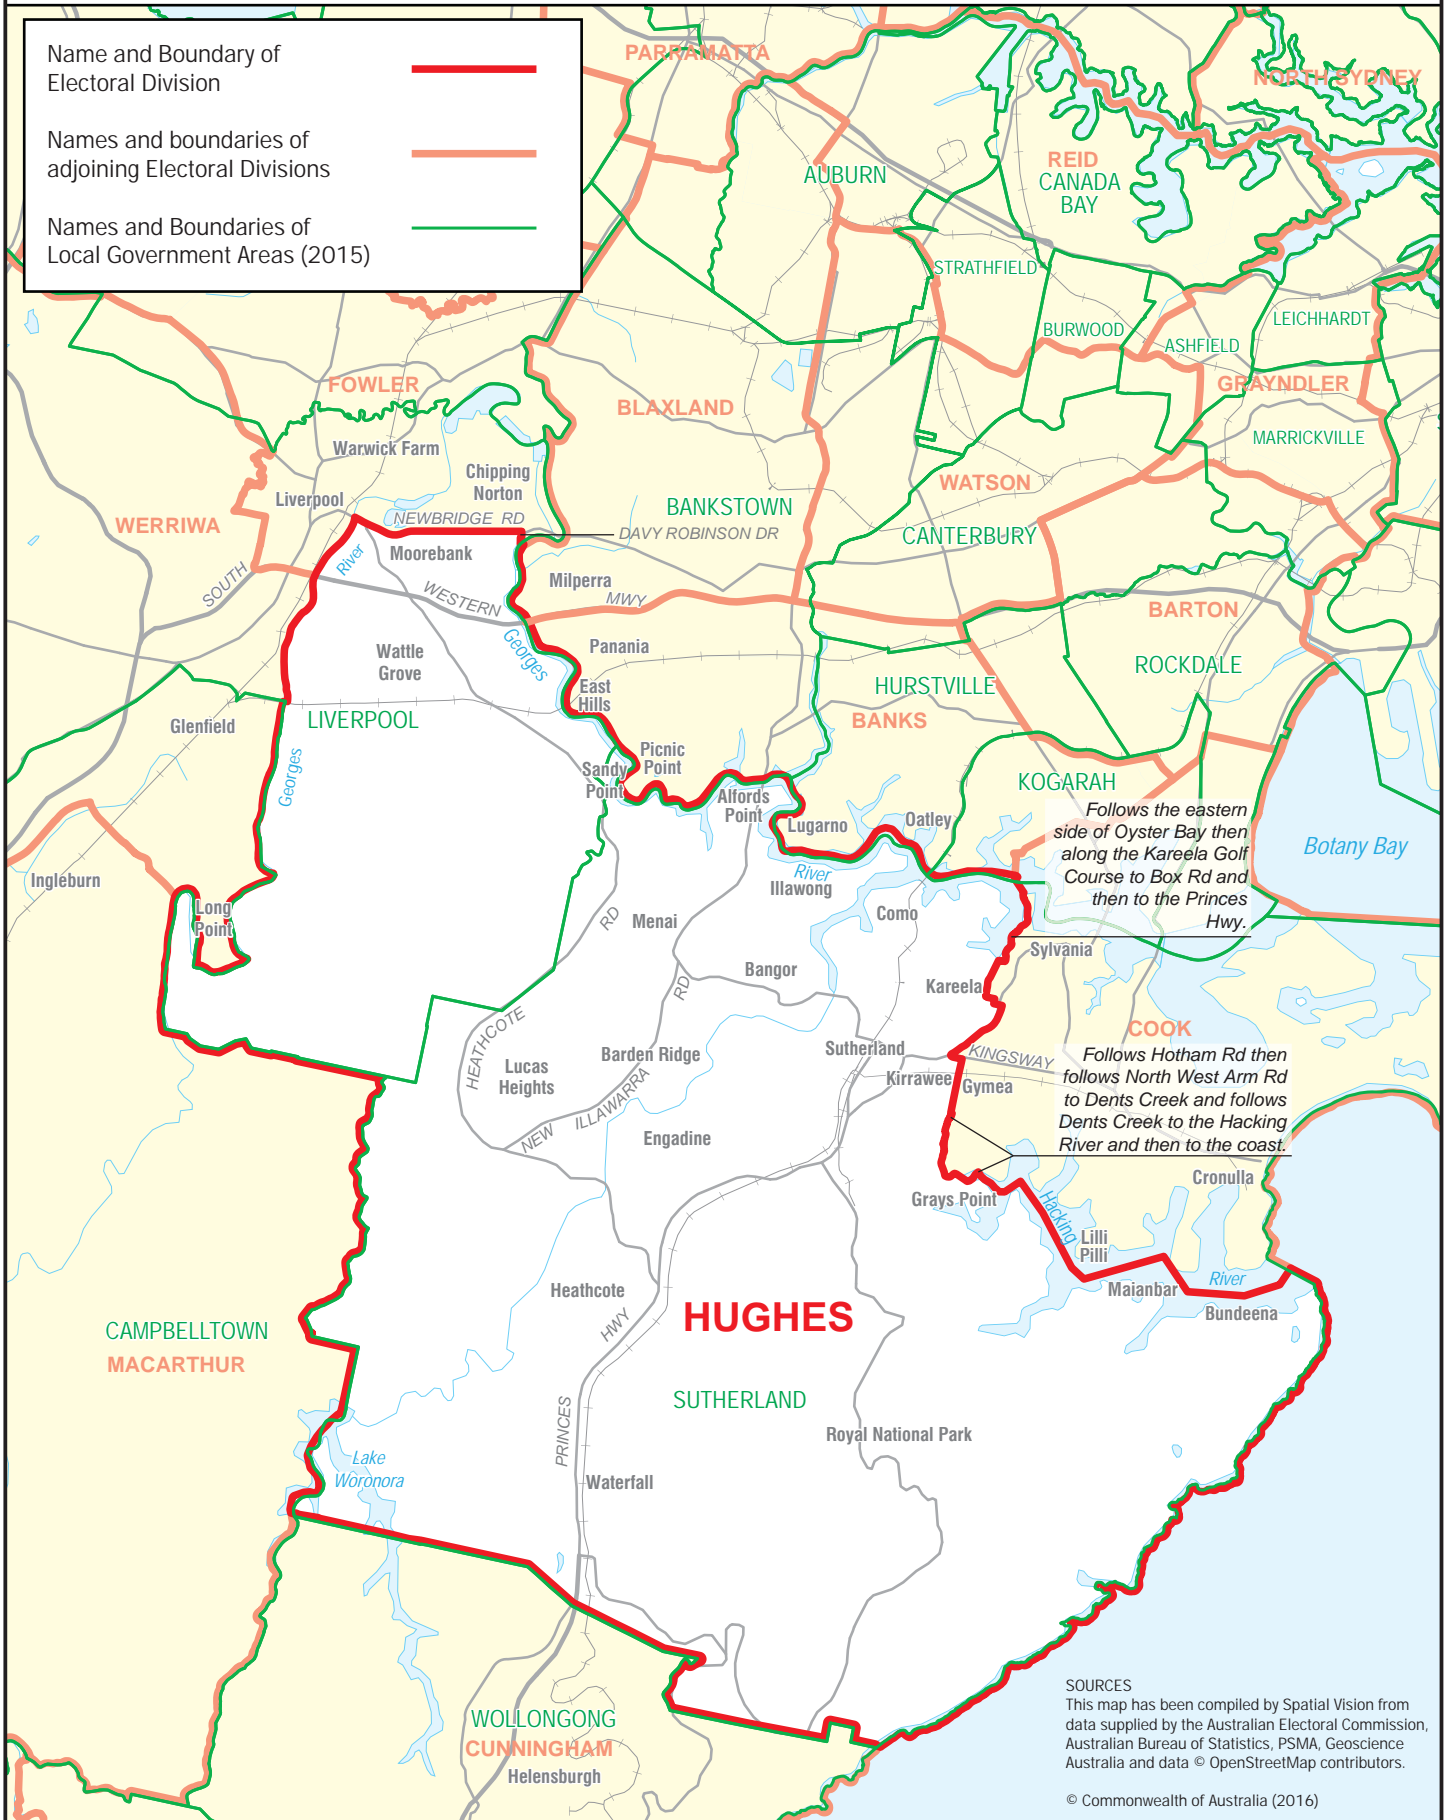 Name and Boundary of
Electoral Division
Names and boundaries of
adjoining Electoral Divisions
Names and Boundaries of
Local Government Areas (2015)
PARRAMATTA
NORTH SYDNEY
REID
CANADA
BAY
AUBURN
STRATHFIELD
BURWOOD
LEICHHARDT
ASHFIELD
FOWLER
GRAYNDLER
BLAXLAND
MARRICKVILLE
Warwick Farm
Chipping
Norton
WATSON
Liverpool
BANKSTOWN
NEWBRIDGE RD
WERRIWA
DAVY ROBINSON DR
CANTERBURY
River
Moorebank
SOUTH
WESTERN
Milperra
MWY
BARTON
Georges
Panania
Wattle
Grove
ROCKDALE
East
Hills
HURSTVILLE
LIVERPOOL
BANKS
Glenfield
Picnic
Point
Georges
Sandy
Point
KOGARAH
Alfords
Point
Lugarno
Oatley
Follows the eastern
side of Oyster Bay then
along the Kareela Golf
Course to Box Rd and
then to the Princes
Hwy.
Botany Bay
Ingleburn
River
Illawong
Long
Point
RD
Menai
Como
Sylvania
Bangor
RD
Kareela
HEATHCOTE
COOK
Sutherland
KINGSWAY
Barden Ridge
Lucas
Heights
Kirrawee
Gymea
Follows Hotham Rd then
follows North West Arm Rd
to Dents Creek and follows
Dents Creek to the Hacking
River and then to the coast.
NEW
ILLAWARRA
Engadine
Cronulla
Grays Point
Hacking
Lilli
Pilli
Heathcote
Maianbar
River
Bundeena
HWY
HUGHES
CAMPBELLTOWN
MACARTHUR
SUTHERLAND
PRINCES
Royal National Park
Lake
Woronora
Waterfall
SOURCES
This map has been compiled by Spatial Vision from
data supplied by the Australian Electoral Commission,
Australian Bureau of Statistics, PSMA, Geoscience
Australia and data © OpenStreetMap contributors.
© Commonwealth of Australia (2016)
WOLLONGONG
CUNNINGHAM
Helensburgh